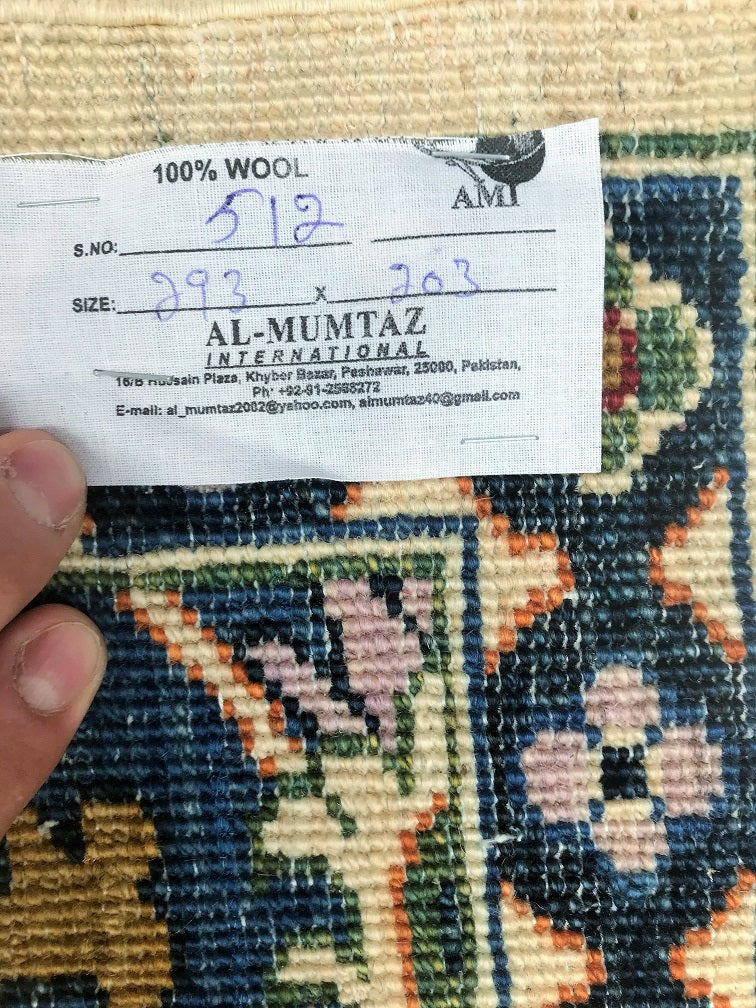 100% WOOL
AMI
S.NO: 512
SIZE: 293 x 203
AL-MUMTAZ
INTERNATIONAL
16/B Hussain Plaza, Khyber Bazar, Peshawar, 25000, Pakistan,
Ph: +92-91-2568272
E-mail: al_mumtaz2002@yahoo.com, almumtaz40@gmail.com